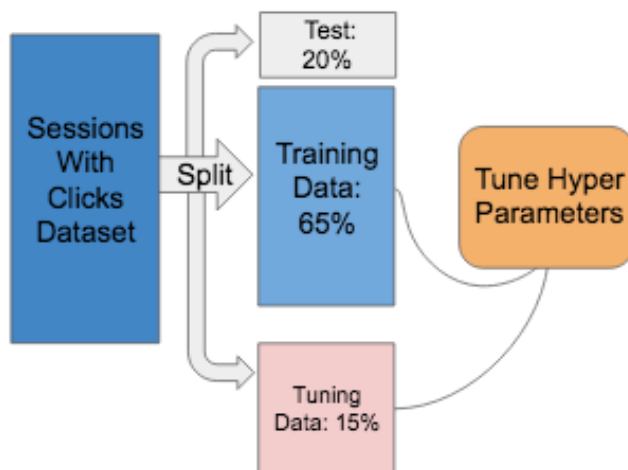 Sessions
With
Clicks
Dataset
Split
Test:
20%
Training
Data:
65%
Tuning
Data: 15%
Tune Hyper
Parameters